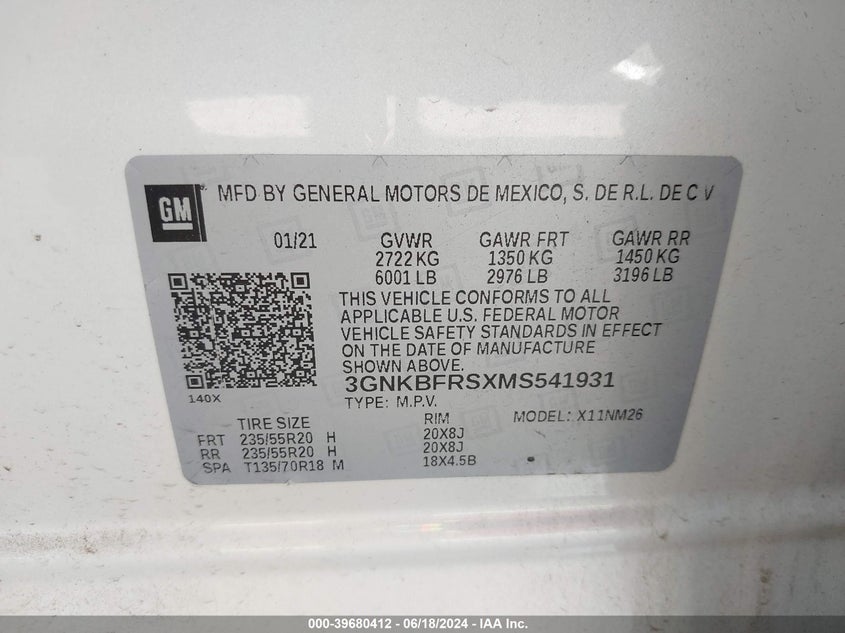 GM ® MFD BY GENERAL MOTORS DE MEXICO, S. DE R.L. DE C V
01/21 GVWR GAWR FRT GAWR RR
2722 KG 1350 KG 1450 KG
6001 LB 2976 LB 3196 LB
THIS VEHICLE CONFORMS TO ALL
APPLICABLE U.S. FEDERAL MOTOR
VEHICLE SAFETY STANDARDS IN EFFECT
ON THE DATE OF MANUFACTURE
SHOWN ABOVE.
140X
3GNKBFRSXMS541931
TYPE: M.P.V.
TIRE SIZE RIM MODEL: X11NM26
FRT 235/55R20 H 20X8J
RR 235/55R20 H 20X8J
SPA T135/70R18 M 18X4.5B
000-39680412 - 06/18/2024 - IAA Inc.